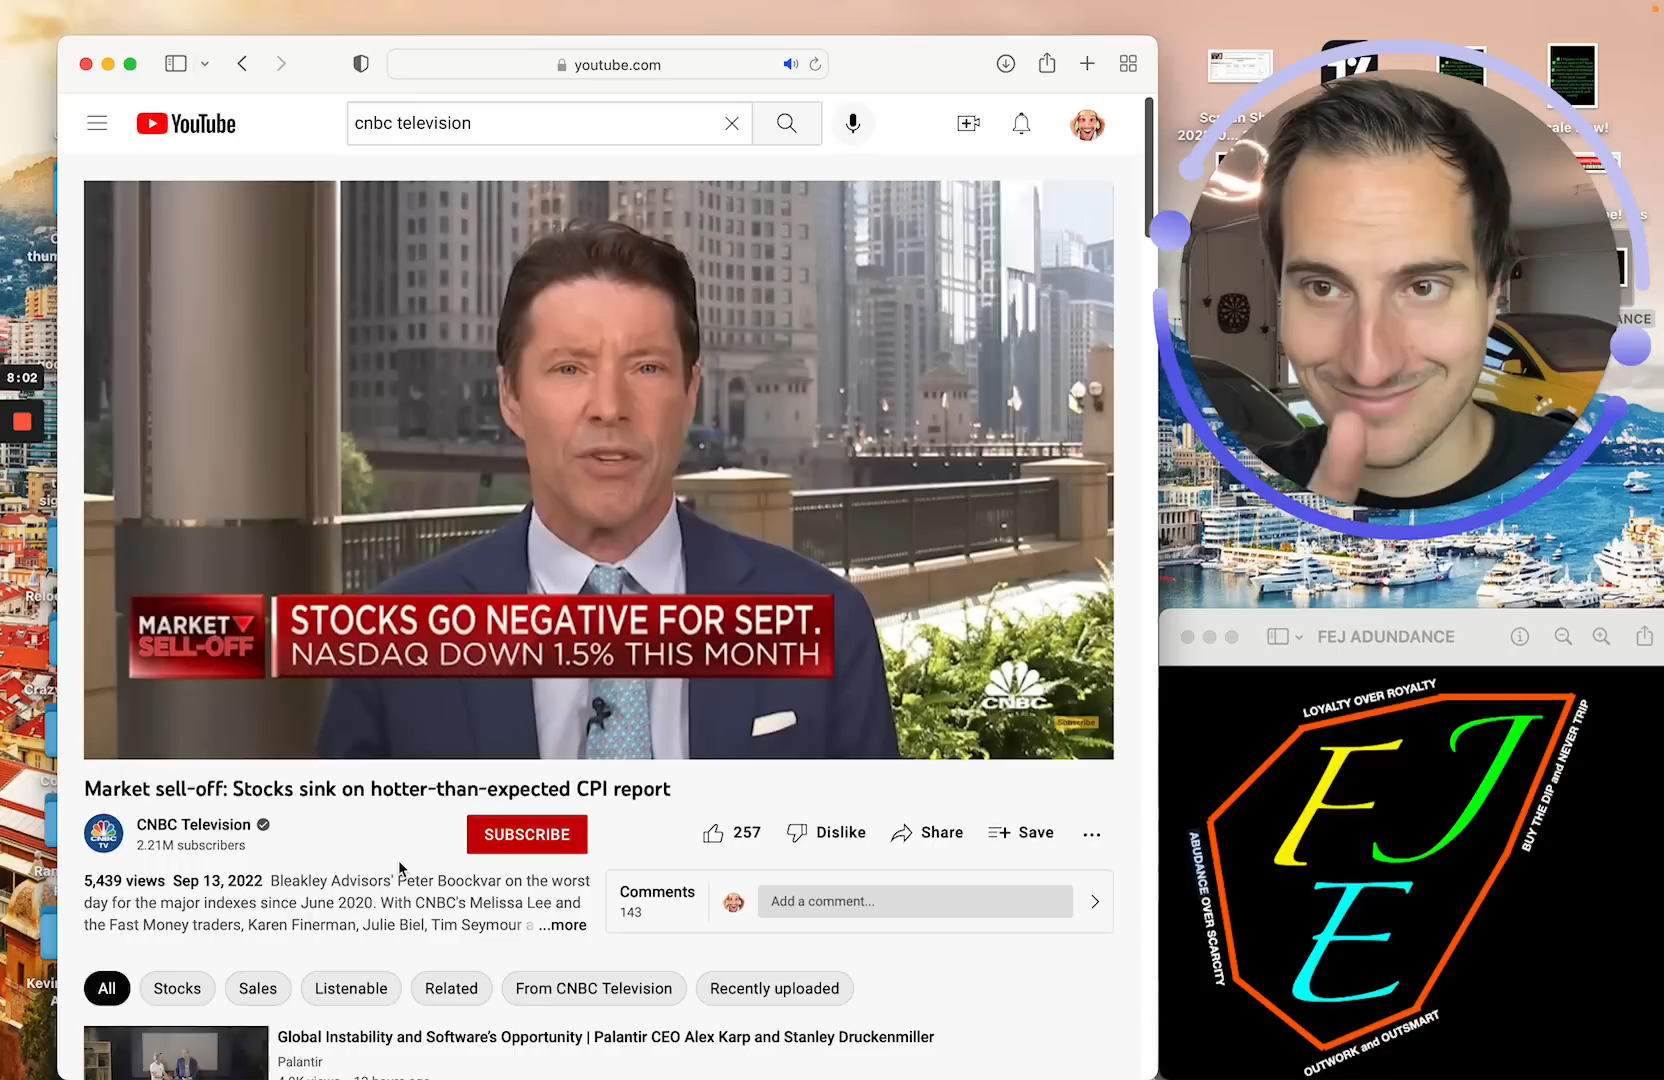 youtube.com
YouTube
cnbc television
8:02
MARKET
SELL-OFF
STOCKS GO NEGATIVE FOR SEPT.
NASDAQ DOWN 1.5% THIS MONTH
CNBC
Subscribe
Market sell-off: Stocks sink on hotter-than-expected CPI report
CNBC Television
2.21M subscribers
SUBSCRIBE
257
Dislike
Share
Save
5,439 views Sep 13, 2022 Bleakley Advisors' Peter Boockvar on the worst
day for the major indexes since June 2020. With CNBC's Melissa Lee and
the Fast Money traders, Karen Finerman, Julie Biel, Tim Seymour a ...more
Comments
143
Add a comment...
All
Stocks
Sales
Listenable
Related
From CNBC Television
Recently uploaded
Global Instability and Software's Opportunity | Palantir CEO Alex Karp and Stanley Druckenmiller
Palantir
FEJ ADUNDANCE
LOYALTY OVER ROYALTY
BUY THE DIP and NEVER TRIP
ABUDANCE OVER SCARCITY
OUTWORK and OUTSMART
F J
E